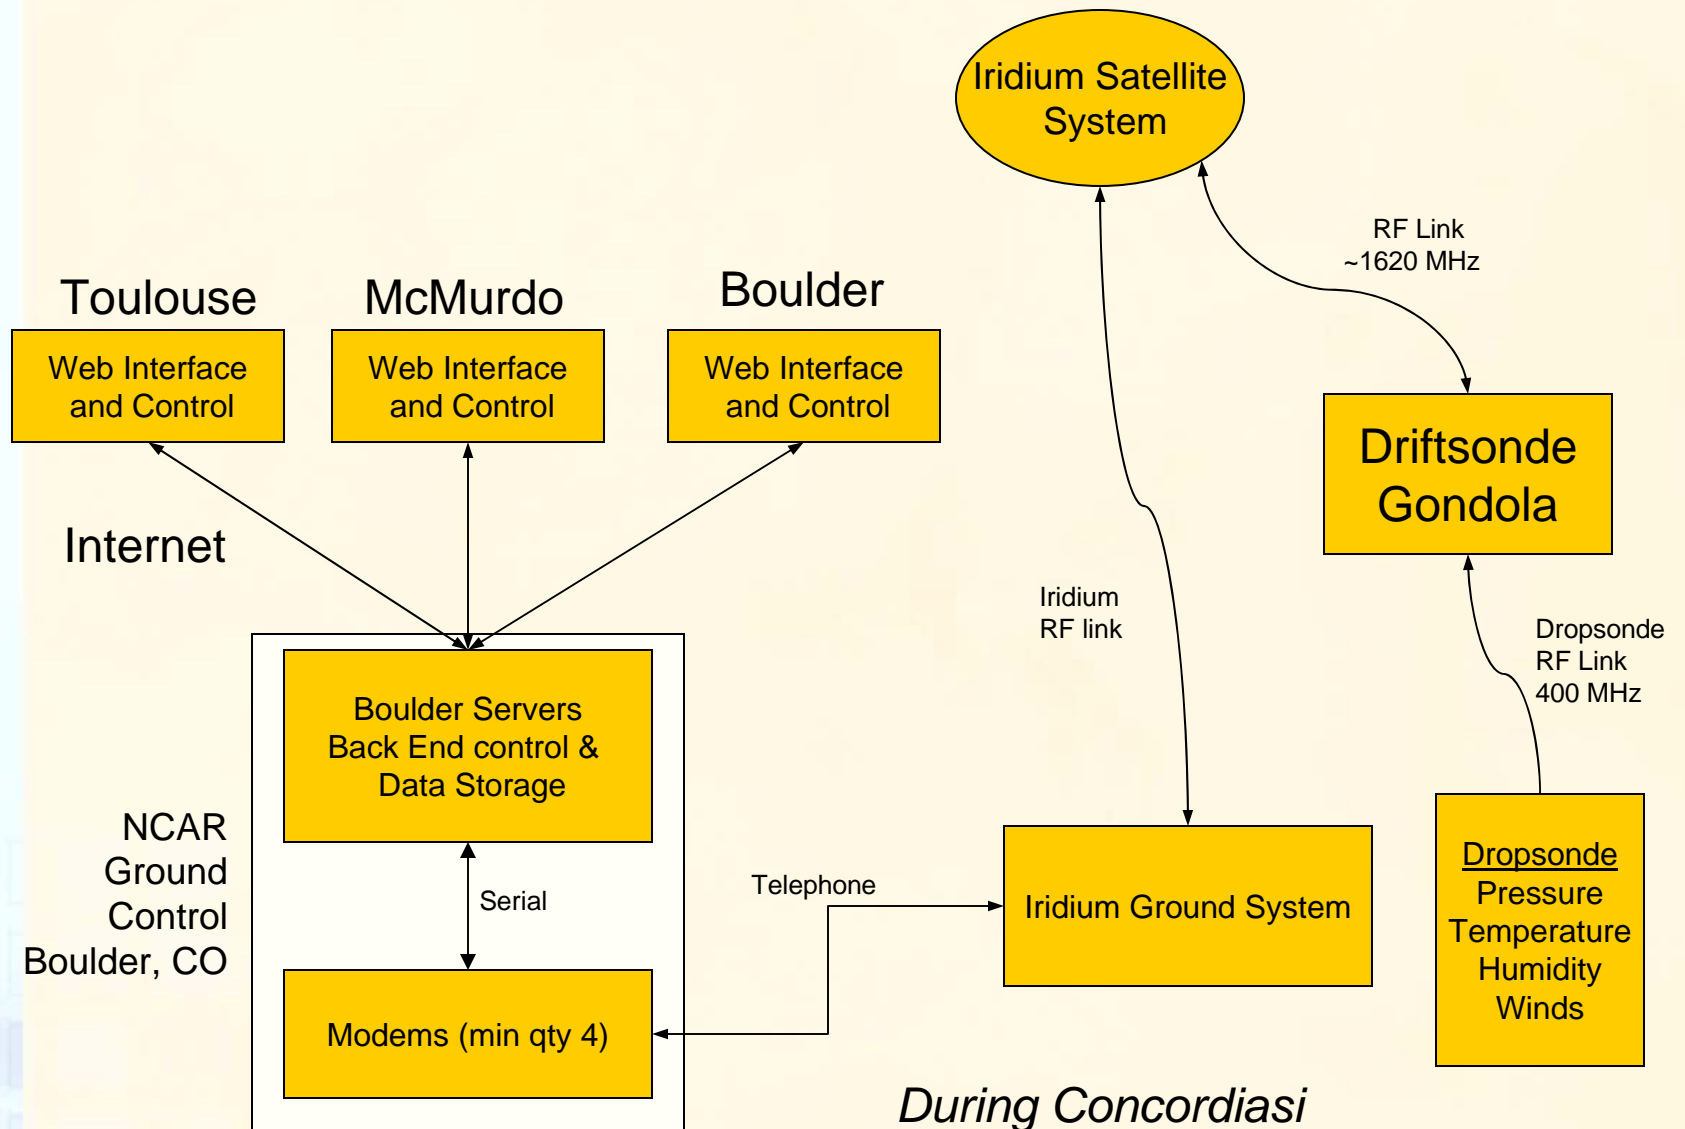 Iridium Satellite
System
RF Link
~1620 MHz
Toulouse
McMurdo
Boulder
Web Interface
and Control
Web Interface
and Control
Web Interface
and Control
Driftsonde
Gondola
Internet
Iridium
RF link
Dropsonde
RF Link
400 MHz
Boulder Servers
Back End control &
Data Storage
NCAR
Ground
Control
Boulder, CO
Serial
Telephone
Iridium Ground System
Dropsonde
Pressure
Temperature
Humidity
Winds
Modems (min qty 4)
During Concordiasi